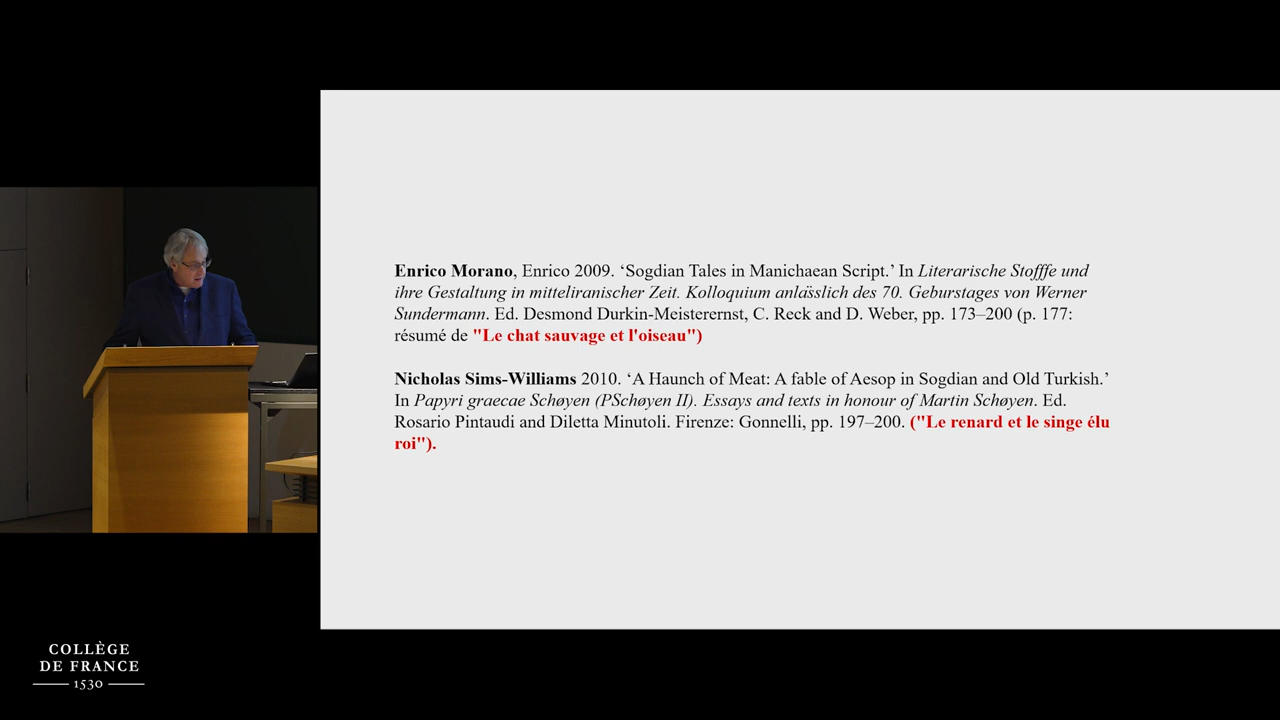 Enrico Morano, Enrico 2009. ‘Sogdian Tales in Manichaean Script.’ In Literarische Stofffe und
ihre Gestaltung in mitteliranischer Zeit. Kolloquium anlässlich des 70. Geburstages von Werner
Sundermann. Ed. Desmond Durkin-Meisterernst, C. Reck and D. Weber, pp. 173–200 (p. 177:
résumé de "Le chat sauvage et l'oiseau")
Nicholas Sims-Williams 2010. ‘A Haunch of Meat: A fable of Aesop in Sogdian and Old Turkish.’
In Papyri graecae Schøyen (PSchøyen II). Essays and texts in honour of Martin Schøyen. Ed.
Rosario Pintaudi and Diletta Minutoli. Firenze: Gonnelli, pp. 197–200. ("Le renard et le singe élu
roi").
COLLÈGE
DE FRANCE
1530